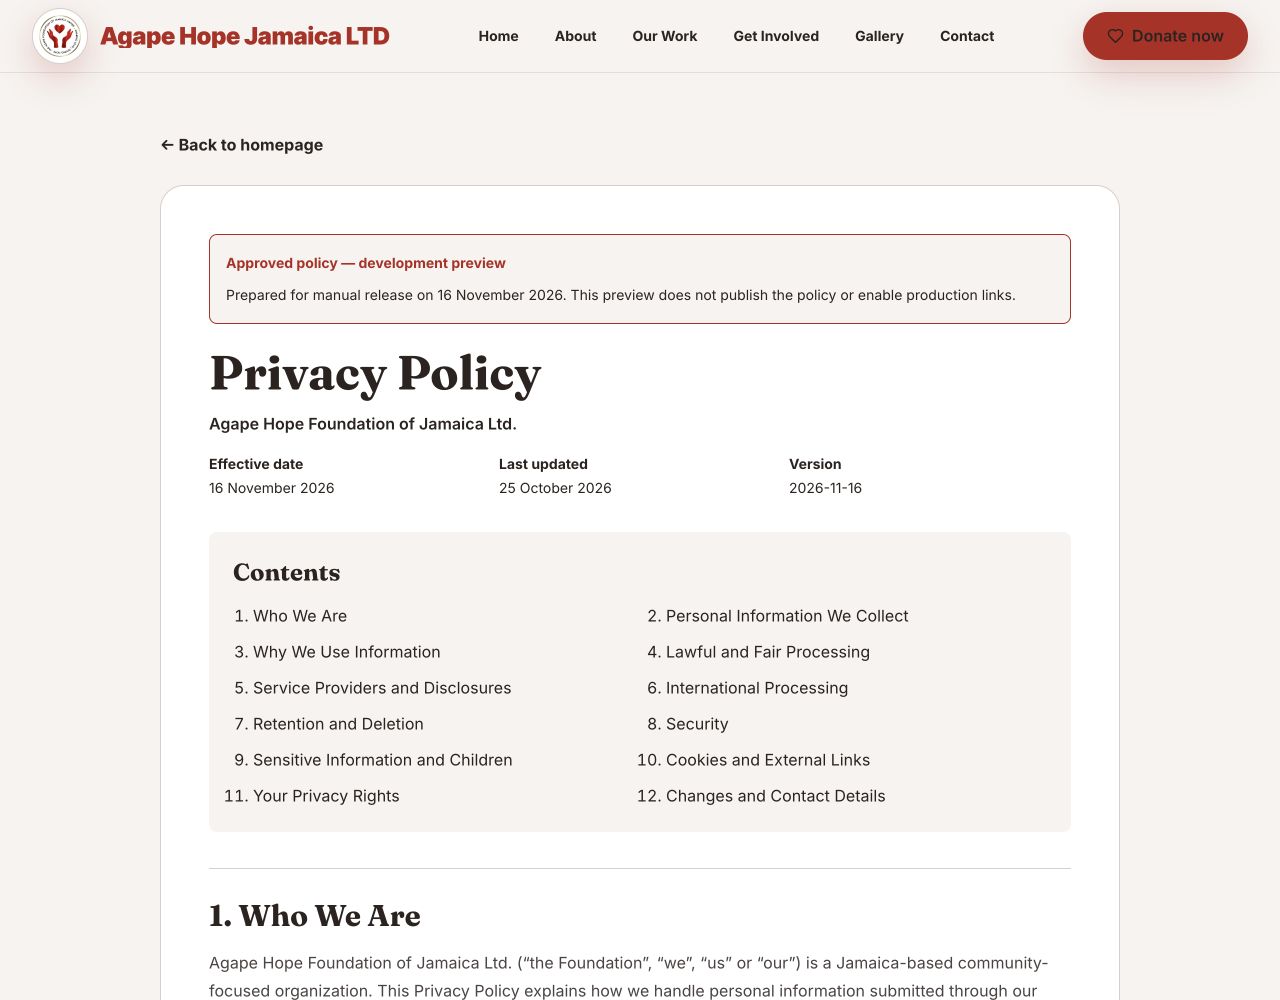 Agape Hope Jamaica LTD
Home
About
Our Work
Get Involved
Gallery
Contact
Donate now
← Back to homepage
Approved policy — development preview
Prepared for manual release on 16 November 2026. This preview does not publish the policy or enable production links.
Privacy Policy
Agape Hope Foundation of Jamaica Ltd.
Effective date
16 November 2026
Last updated
25 October 2026
Version
2026-11-16
Contents
1. Who We Are
2. Personal Information We Collect
3. Why We Use Information
4. Lawful and Fair Processing
5. Service Providers and Disclosures
6. International Processing
7. Retention and Deletion
8. Security
9. Sensitive Information and Children
10. Cookies and External Links
11. Your Privacy Rights
12. Changes and Contact Details
1. Who We Are
Agape Hope Foundation of Jamaica Ltd. (“the Foundation”, “we”, “us” or “our”) is a Jamaica-based community-
focused organization. This Privacy Policy explains how we handle personal information submitted through our